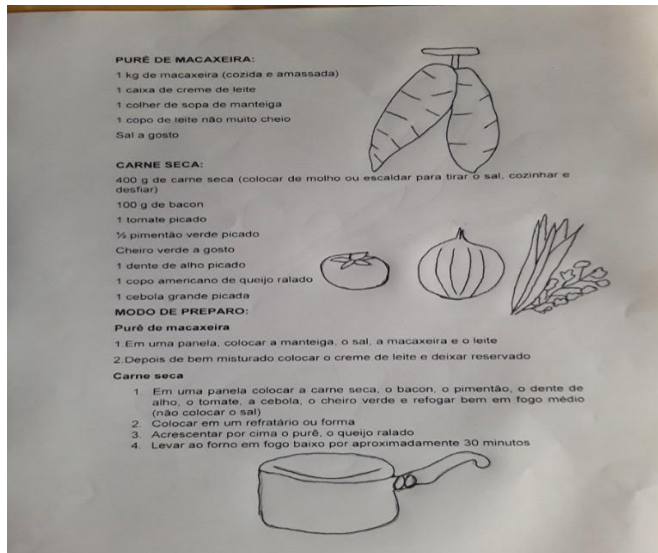 PURÊ DE MACAXEIRA:
1 kg de macaxeira (cozida e amassada)
1 caixa de creme de leite
1 colher de sopa de manteiga
1 copo de leite não muito cheio
Sal a gosto
CARNE SECA:
400 g de carne seca (colocar de molho ou escaldar para tirar o sal, cozinhar e
desfiar)
100 g de bacon
1 tomate picado
½ pimentão verde picado
Cheiro verde a gosto
1 dente de alho picado
1 copo americano de queijo ralado
1 cebola grande picada
MODO DE PREPARO:
Purê de macaxeira
1.Em uma panela, colocar a manteiga, o sal, a macaxeira e o leite
2.Depois de bem misturado colocar o creme de leite e deixar reservado
Carne seca
1. Em uma panela colocar a carne seca, o bacon, o pimentão, o dente de
alho, o tomate, a cebola, o cheiro verde e refogar bem em fogo médio
(não colocar o sal)
2. Colocar em um refratário ou forma
3. Acrescentar por cima o purê, o queijo ralado
4. Levar ao forno em fogo baixo por aproximadamente 30 minutos